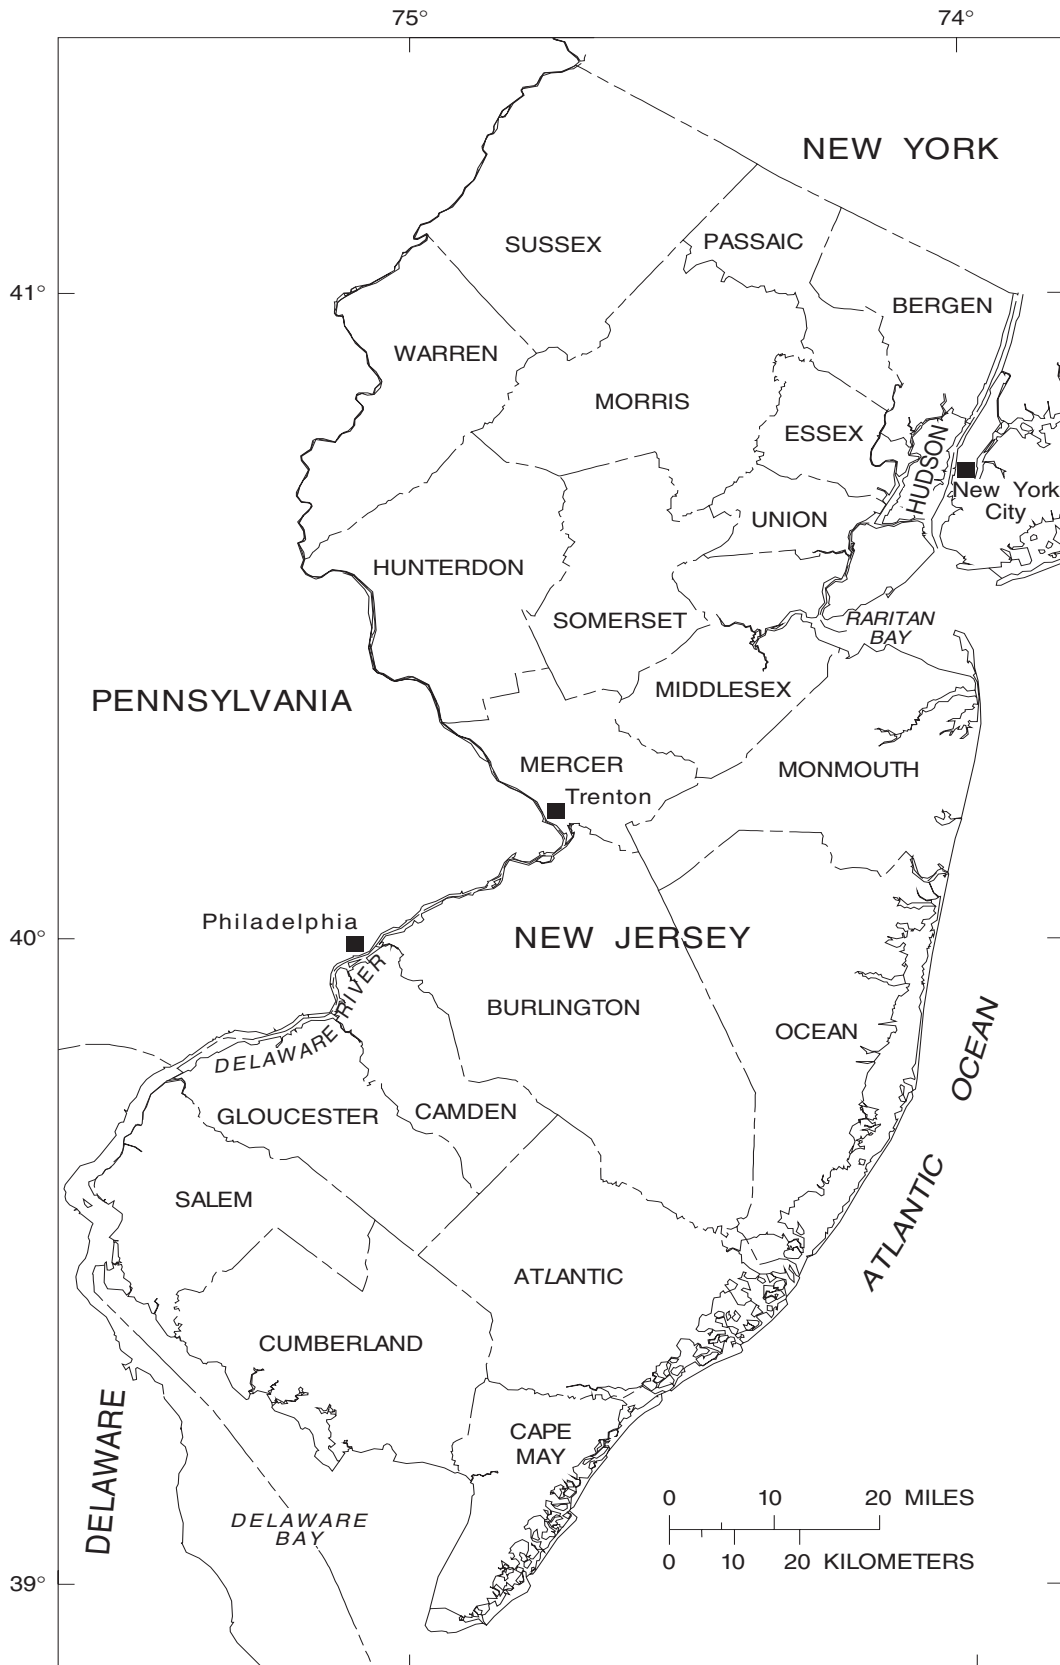 75°
74°
NEW YORK
SUSSEX
PASSAIC
41°
BERGEN
WARREN
MORRIS
ESSEX
HUDSON
New York
City
UNION
HUNTERDON
SOMERSET
RARITAN
BAY
MIDDLESEX
PENNSYLVANIA
MERCER
MONMOUTH
Trenton
Philadelphia
40°
NEW JERSEY
BURLINGTON
OCEAN
DELAWARE RIVER
ATLANTIC OCEAN
GLOUCESTER
CAMDEN
SALEM
ATLANTIC
CUMBERLAND
DELAWARE
CAPE
MAY
0 10 20 MILES
DELAWARE
BAY
0 10 20 KILOMETERS
39°